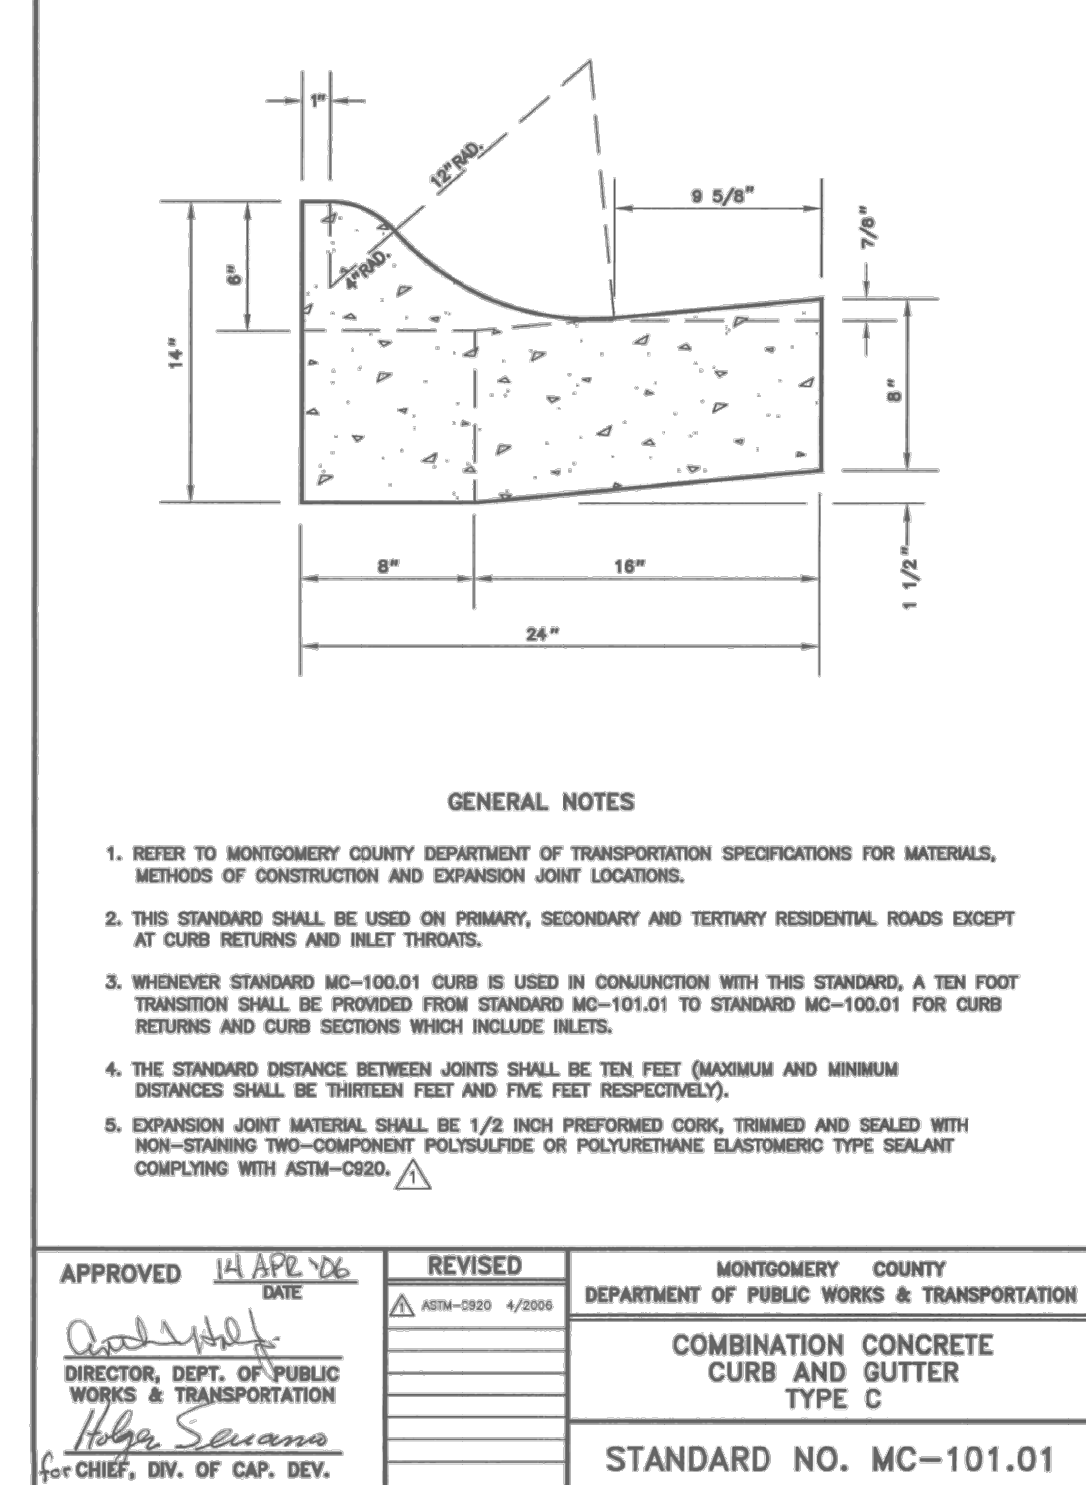 1"
12" RAD.
9 5/8"
7/8"
6"
4" RAD.
14"
8"
8"
16"
1 1/2"
24"
GENERAL NOTES
1. REFER TO MONTGOMERY COUNTY DEPARTMENT OF TRANSPORTATION SPECIFICATIONS FOR MATERIALS,
METHODS OF CONSTRUCTION AND EXPANSION JOINT LOCATIONS.
2. THIS STANDARD SHALL BE USED ON PRIMARY, SECONDARY AND TERTIARY RESIDENTIAL ROADS EXCEPT
AT CURB RETURNS AND INLET THROATS.
3. WHENEVER STANDARD MC-100.01 CURB IS USED IN CONJUNCTION WITH THIS STANDARD, A TEN FOOT
TRANSITION SHALL BE PROVIDED FROM STANDARD MC-101.01 TO STANDARD MC-100.01 FOR CURB
RETURNS AND CURB SECTIONS WHICH INCLUDE INLETS.
4. THE STANDARD DISTANCE BETWEEN JOINTS SHALL BE TEN FEET (MAXIMUM AND MINIMUM
DISTANCES SHALL BE THIRTEEN FEET AND FIVE FEET RESPECTIVELY).
5. EXPANSION JOINT MATERIAL SHALL BE 1/2 INCH PREFORMED CORK, TRIMMED AND SEALED WITH
NON-STAINING TWO-COMPONENT POLYSULFIDE OR POLYURETHANE ELASTOMERIC TYPE SEALANT
COMPLYING WITH ASTM-C920. 1
APPROVED 14 APR '06
DATE
DIRECTOR, DEPT. OF PUBLIC
WORKS & TRANSPORTATION
for CHIEF, DIV. OF CAP. DEV.
REVISED
1 ASTM-C920 4/2006
MONTGOMERY COUNTY
DEPARTMENT OF PUBLIC WORKS & TRANSPORTATION
COMBINATION CONCRETE
CURB AND GUTTER
TYPE C
STANDARD NO. MC-101.01